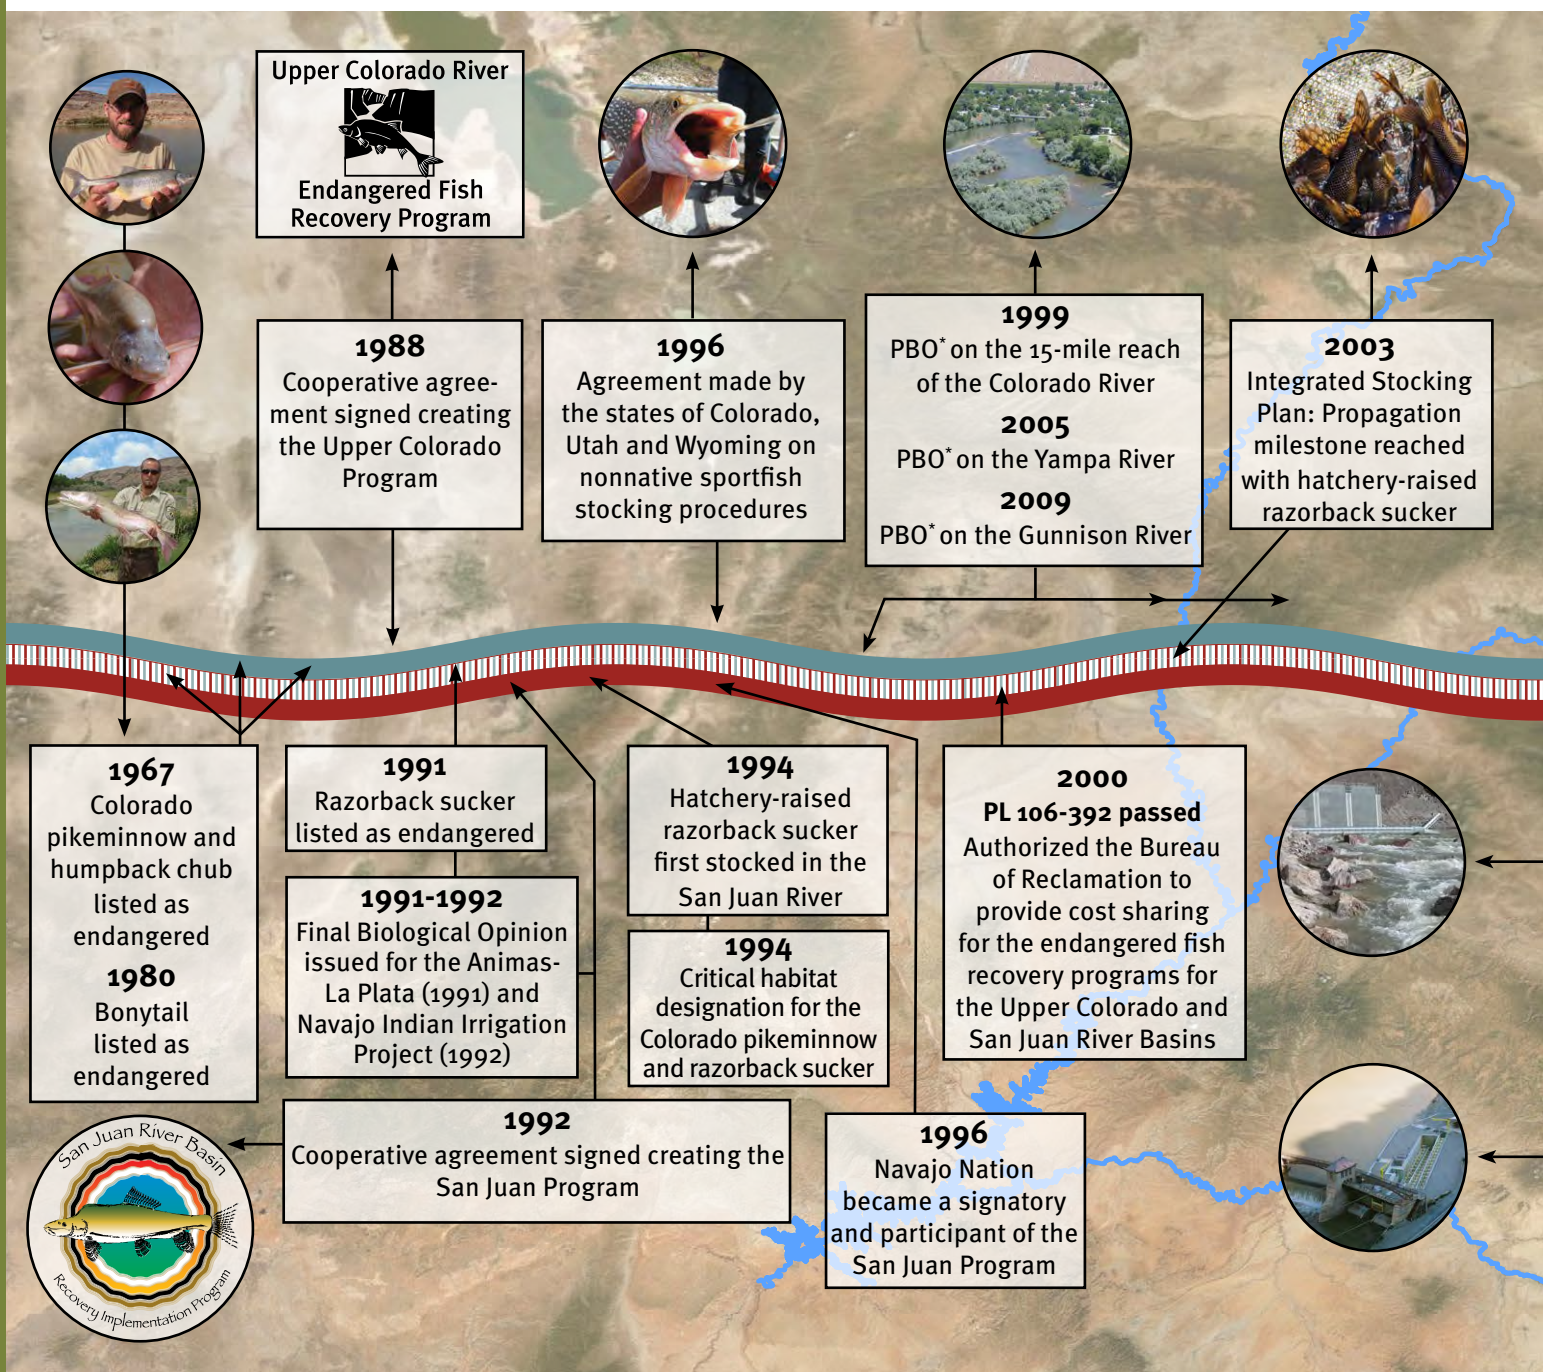 Upper Colorado River
Endangered Fish
Recovery Program
1988
Cooperative agree-
ment signed creating
the Upper Colorado
Program
1996
Agreement made by
the states of Colorado,
Utah and Wyoming on
nonnative sportfish
stocking procedures
1999
PBO* on the 15-mile reach
of the Colorado River
2005
PBO* on the Yampa River
2009
PBO* on the Gunnison River
2003
Integrated Stocking
Plan: Propagation
milestone reached
with hatchery-raised
razorback sucker
1967
Colorado
pikeminnow and
humpback chub
listed as
endangered
1980
Bonytail
listed as
endangered
1991
Razorback sucker
listed as endangered
1991-1992
Final Biological Opinion
issued for the Animas-
La Plata (1991) and
Navajo Indian Irrigation
Project (1992)
1994
Hatchery-raised
razorback sucker
first stocked in the
San Juan River
1994
Critical habitat
designation for the
Colorado pikeminnow
and razorback sucker
2000
PL 106-392 passed
Authorized the Bureau
of Reclamation to
provide cost sharing
for the endangered fish
recovery programs for
the Upper Colorado and
San Juan River Basins
1992
Cooperative agreement signed creating the
San Juan Program
1996
Navajo Nation
became a signatory
and participant of the
San Juan Program
San Juan River Basin
Recovery Implementation Program